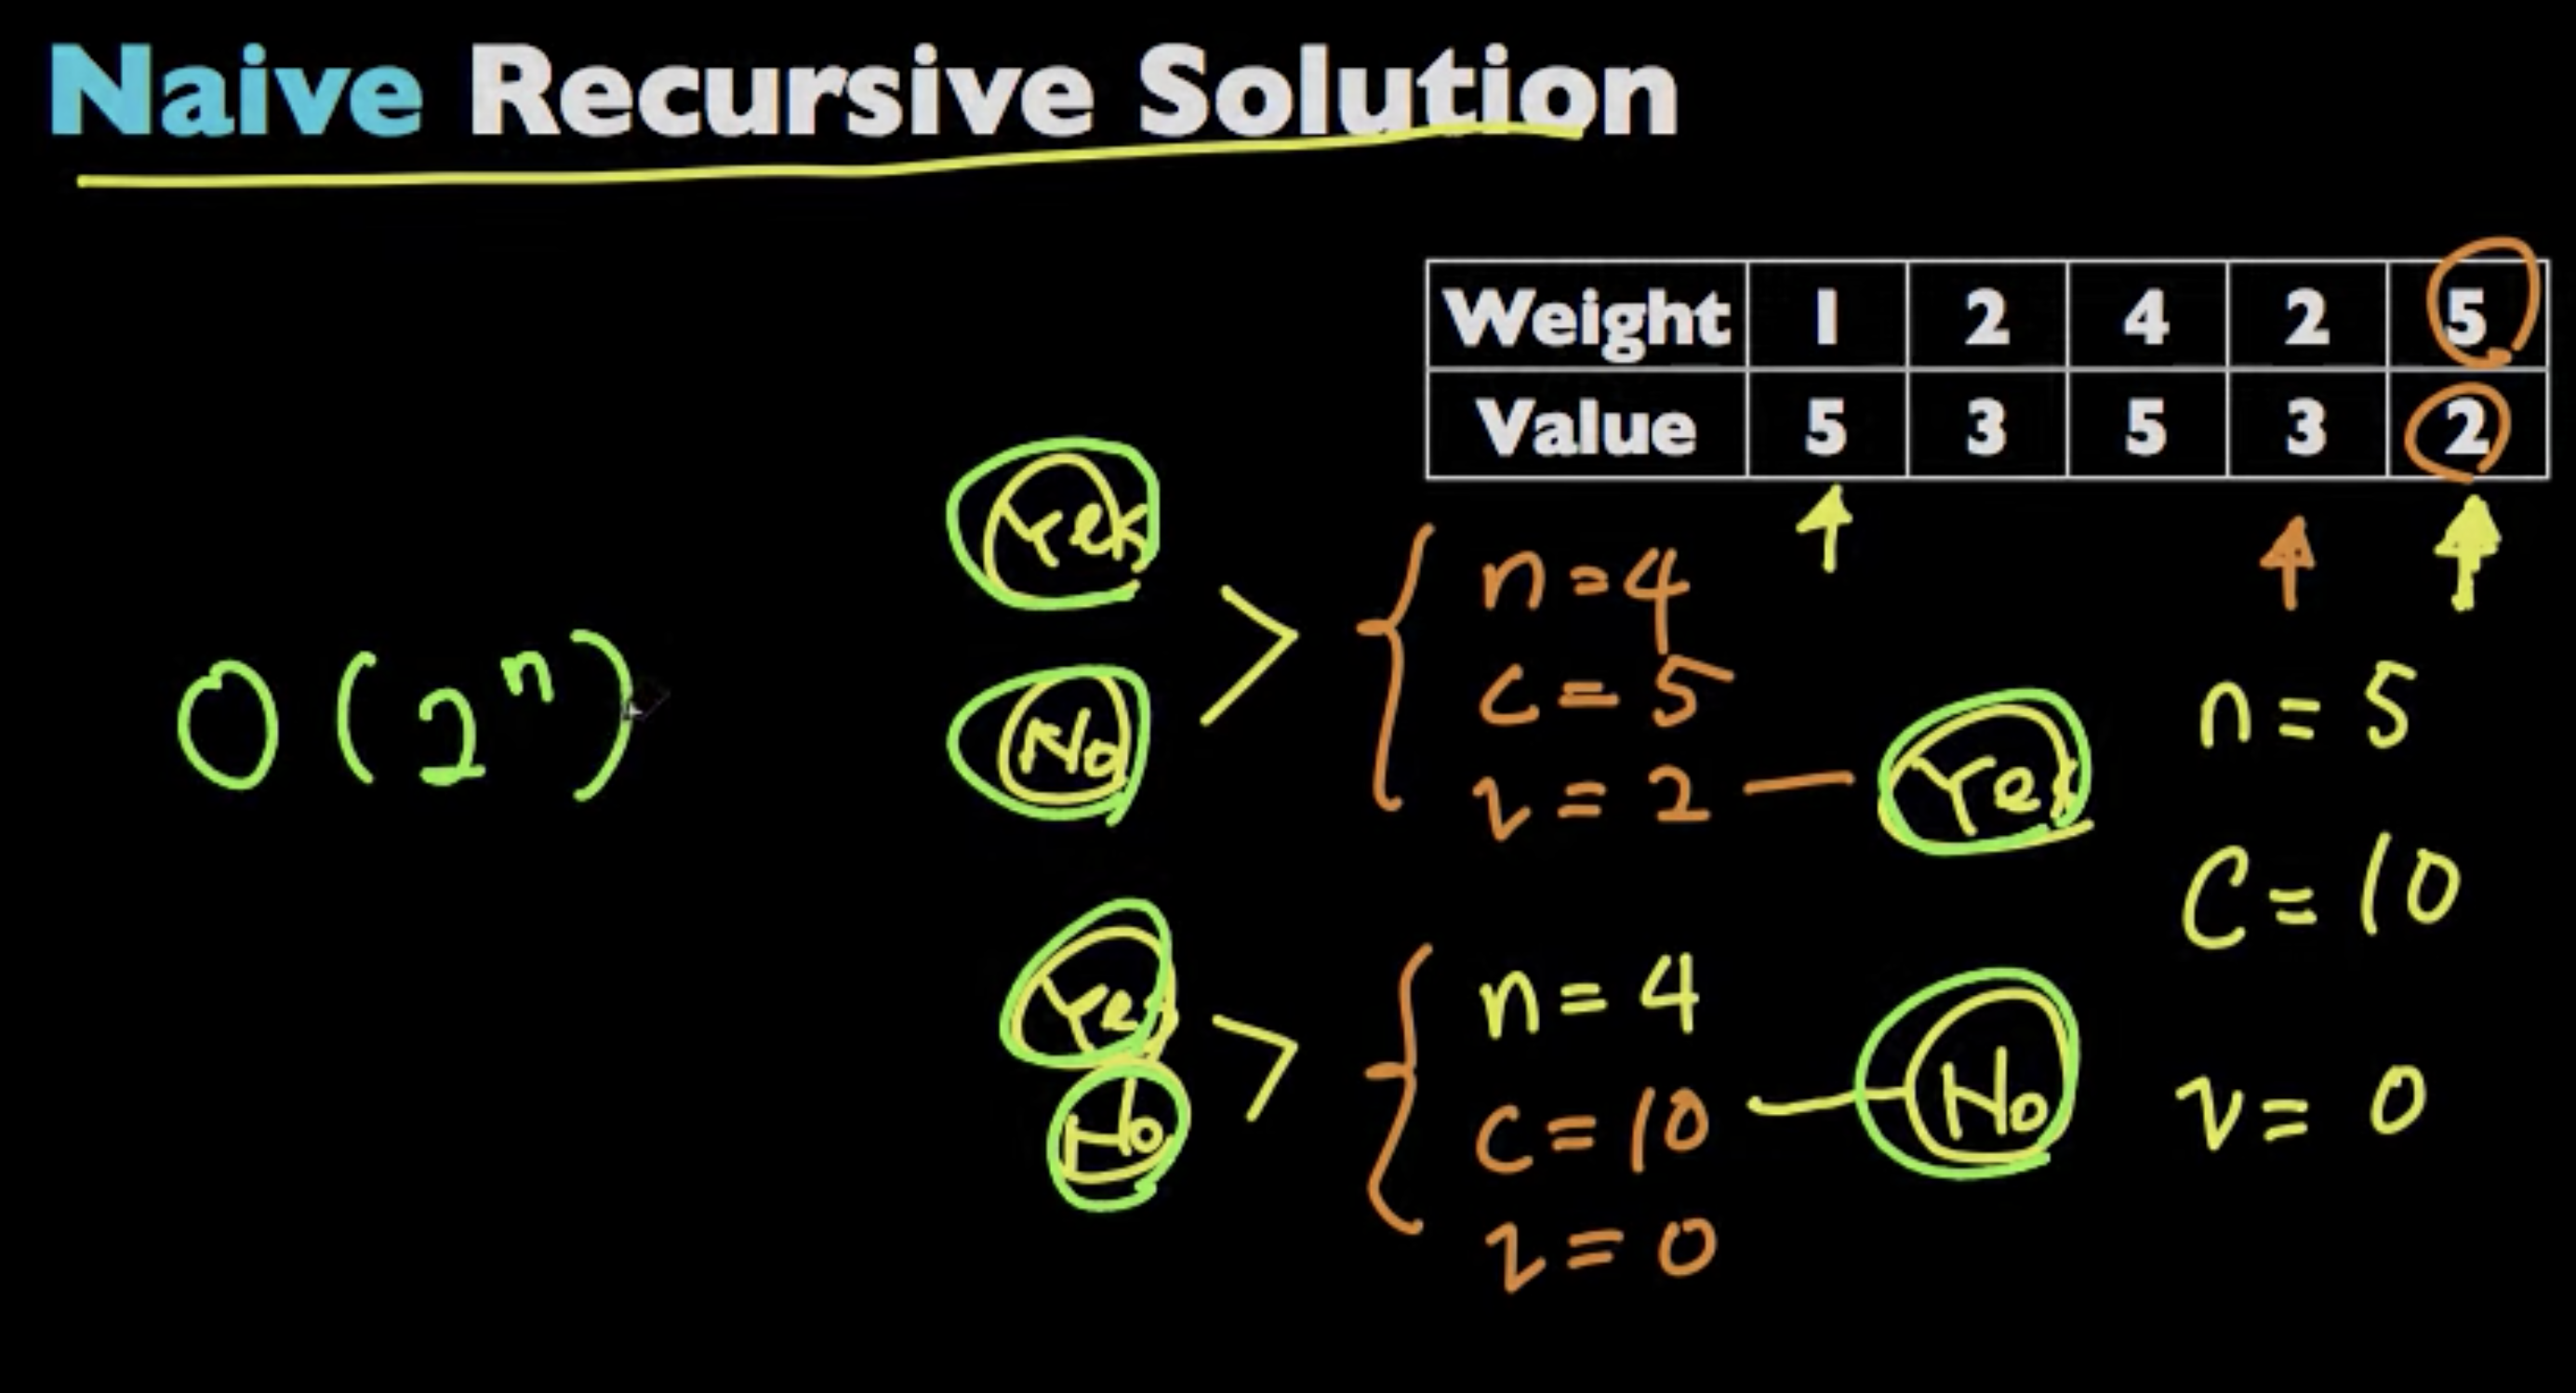 Naive Recursive Solution
Weight 1 2 4 2 5
Value 5 3 5 3 2
Yes
No
n = 4
c = 5
v = 2
Yes
n = 5
C = 10
v = 0
O(2^n)
Yes
No
n = 4
c = 10
v = 0
No